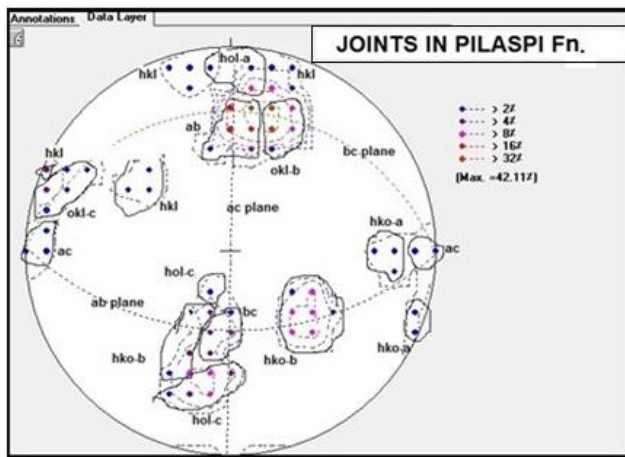 Annotations Data Layer
JOINTS IN PILASPI Fn.
hkl
hol-a
hkl
> 2%
> 4%
> 8%
> 16%
> 32%
(Max. =42.11%)
ab
bc plane
hkl
okl-b
hkl
okl-c
ac plane
hko-a
ac
ac
hol-c
ab plane
bc
hko-b
hko-b
hko-a
hol-c